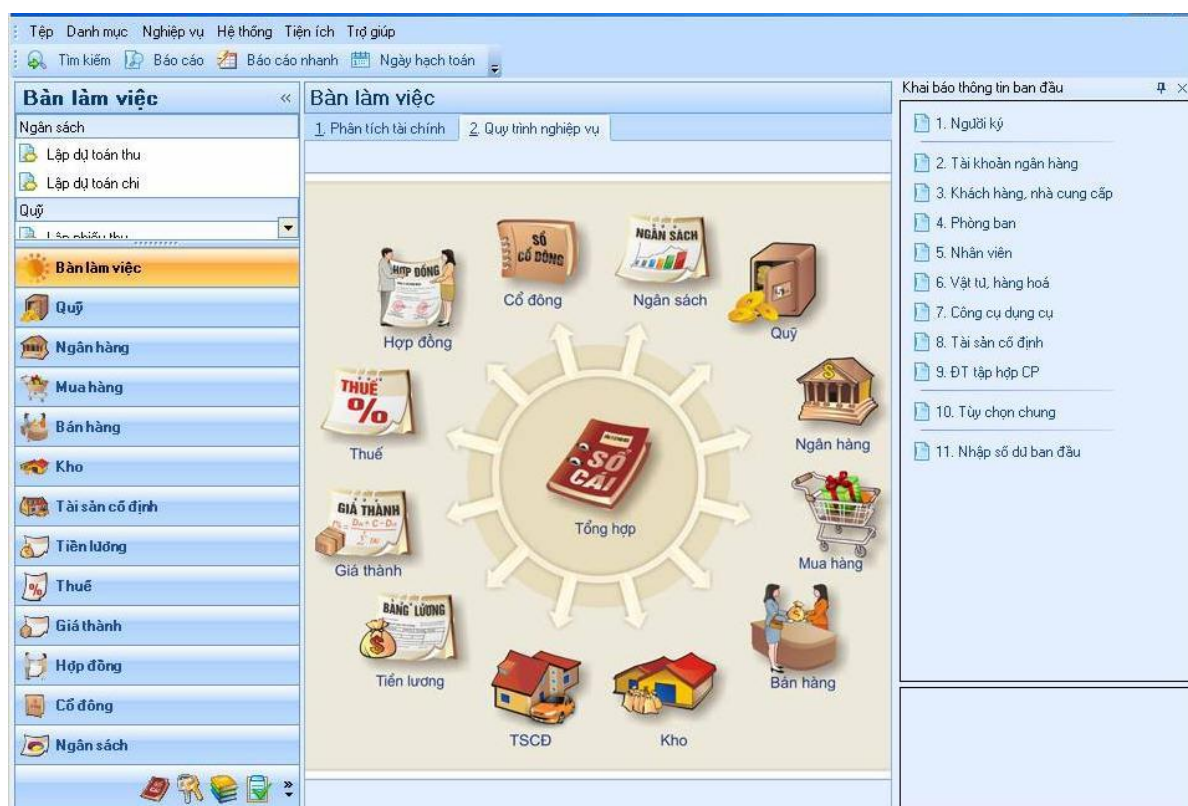 Tệp Danh mục Nghiệp vụ Hệ thống Tiện ích Trợ giúp
Tìm kiếm Báo cáo Báo cáo nhanh Ngày hạch toán
Bàn làm việc «
Ngân sách
Lập dự toán thu
Lập dự toán chi
Quỹ
Lập phiếu thu
Bàn làm việc
Quỹ
Ngân hàng
Mua hàng
Bán hàng
Kho
Tài sản cố định
Tiền lương
Thuế
Giá thành
Hợp đồng
Cổ đông
Ngân sách
Bàn làm việc
1. Phân tích tài chính
2. Quy trình nghiệp vụ
SỔ CỔ ĐÔNG
Cổ đông
NGÂN SÁCH
Ngân sách
Quỹ
HỢP ĐỒNG
Hợp đồng
THUẾ
%
Thuế
Ngân hàng
SỔ CÁI
Tổng hợp
GIÁ THÀNH
Giá thành
Mua hàng
BẢNG LƯƠNG
Tiền lương
Bán hàng
TSCĐ
Kho
Khai báo thông tin ban đầu
1. Người ký
2. Tài khoản ngân hàng
3. Khách hàng, nhà cung cấp
4. Phòng ban
5. Nhân viên
6. Vật tư, hàng hoá
7. Công cụ dụng cụ
8. Tài sản cố định
9. ĐT tập hợp CP
10. Tùy chọn chung
11. Nhập số dư ban đầu